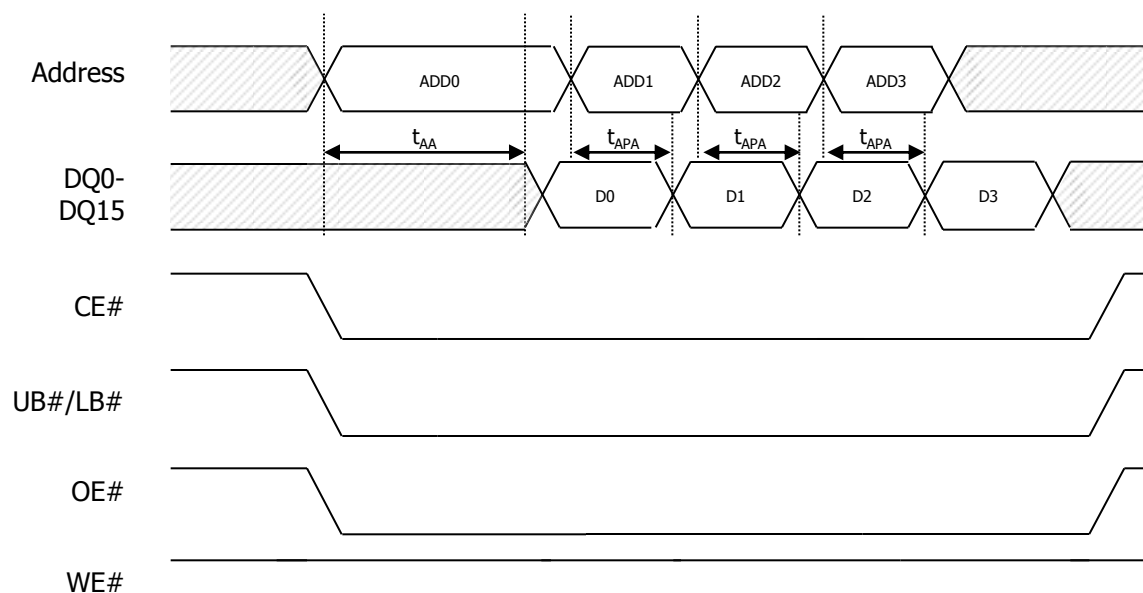 Address
ADD0
ADD1
ADD2
ADD3
tAA
tAPA
tAPA
tAPA
DQ0-
DQ15
D0
D1
D2
D3
CE#
UB#/LB#
OE#
WE#